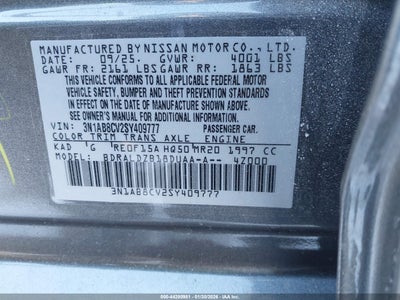 MANUFACTURED BY NISSAN MOTOR CO., LTD.
DATE: 09/25. GVWR: 4001 LBS
GAWR FR: 2161 LBS GAWR RR: 1863 LBS
THIS VEHICLE CONFORMS TO ALL APPLICABLE FEDERAL MOTOR
VEHICLE SAFETY, BUMPER AND THEFT PREVENTION STANDARDS
IN EFFECT ON THE DATE OF MANUFACTURE SHOWN ABOVE.
SEE OWNER'S MANUAL FOR ADDITIONAL INFORMATION.
VIN: 3N1AB8CV2SY409777 PASSENGER CAR.
COLOR TRIM TRANS AXLE ENGINE
KAD G RE0F15A HQ50 MR20 1997 CC
MODEL: BDRALDZB18DUAA-A-- 4Z000
3N1AB8CV2SY409777